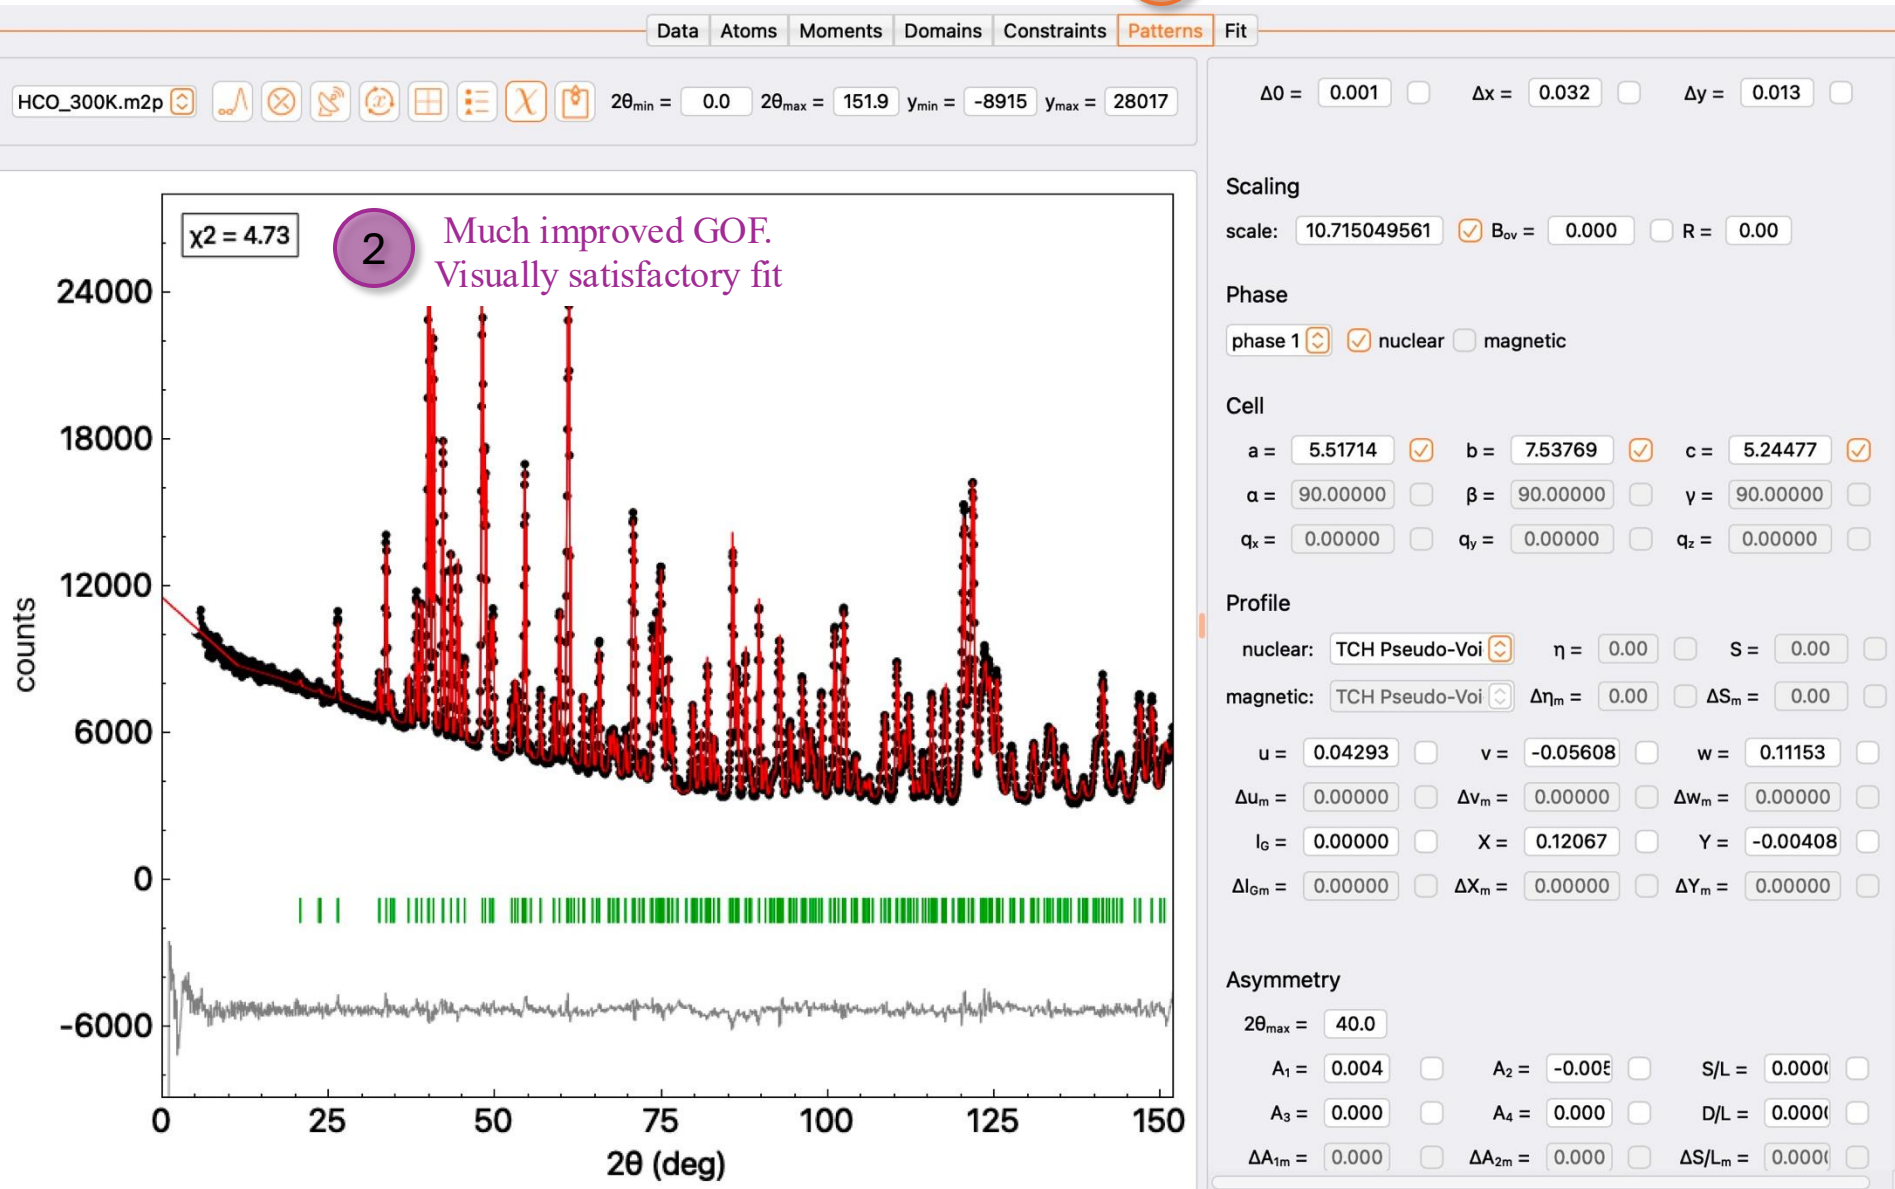 Data Atoms Moments Domains Constraints Patterns Fit
HCO_300K.m2p 2θmin = 0.0 2θmax = 151.9 ymin = -8915 ymax = 28017
Δ0 = 0.001 Δx = 0.032 Δy = 0.013
χ2 = 4.73
2
Much improved GOF.
Visually satisfactory fit
counts
24000
18000
12000
6000
0
-6000
0 25 50 75 100 125 150
2θ (deg)
Scaling
scale: 10.715049561 Bov = 0.000 R = 0.00
Phase
phase 1 nuclear magnetic
Cell
a = 5.51714 b = 7.53769 c = 5.24477
α = 90.00000 β = 90.00000 γ = 90.00000
qx = 0.00000 qy = 0.00000 qz = 0.00000
Profile
nuclear: TCH Pseudo-Voi η = 0.00 S = 0.00
magnetic: TCH Pseudo-Voi Δηm = 0.00 ΔSm = 0.00
u = 0.04293 v = -0.05608 w = 0.11153
Δum = 0.00000 Δvm = 0.00000 Δwm = 0.00000
IG = 0.00000 X = 0.12067 Y = -0.00408
ΔIGm = 0.00000 ΔXm = 0.00000 ΔYm = 0.00000
Asymmetry
2θmax = 40.0
A1 = 0.004 A2 = -0.005 S/L = 0.000
A3 = 0.000 A4 = 0.000 D/L = 0.000
ΔA1m = 0.000 ΔA2m = 0.000 ΔS/Lm = 0.000